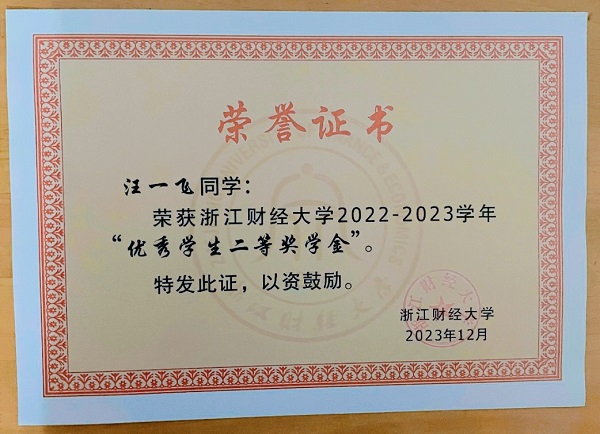 荣誉证书
汪一飞同学：
荣获浙江财经大学2022-2023学年
“优秀学生二等奖学金”。
特发此证，以资鼓励。
浙江财经大学
2023年12月